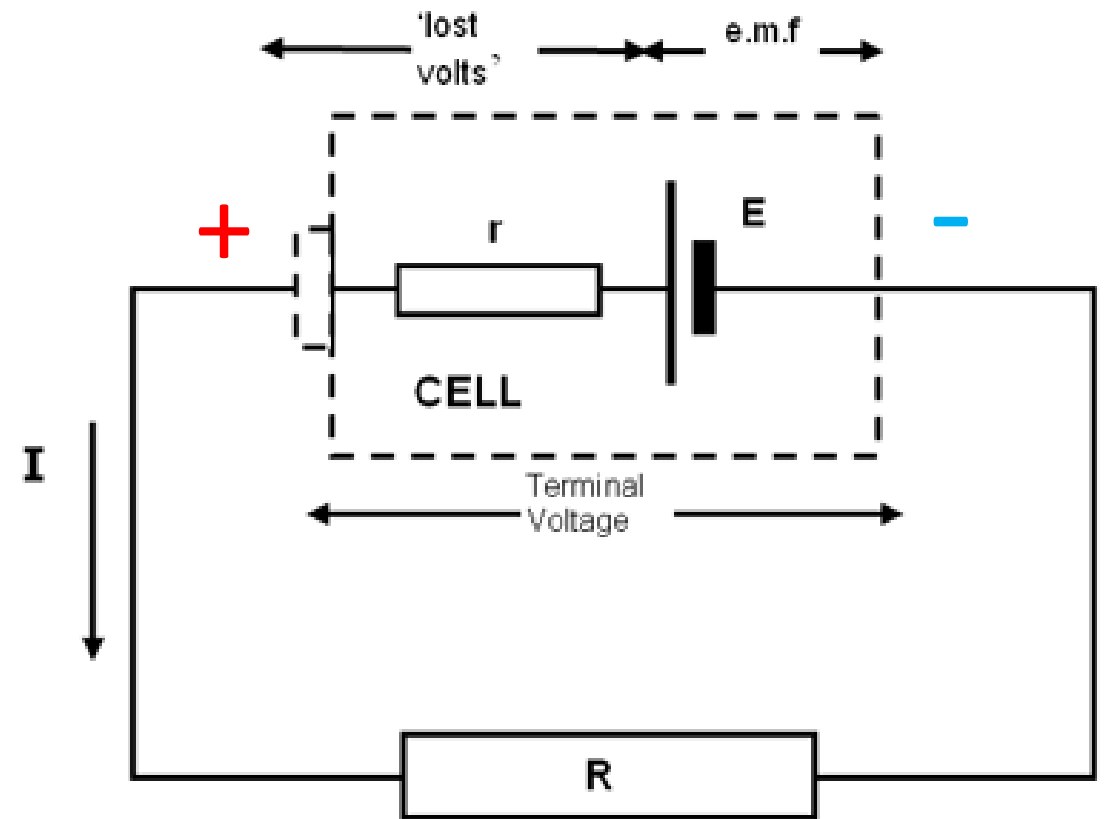 ‘lost
volts’
e.m.f
+
r
E
-
CELL
I
Terminal
Voltage
R